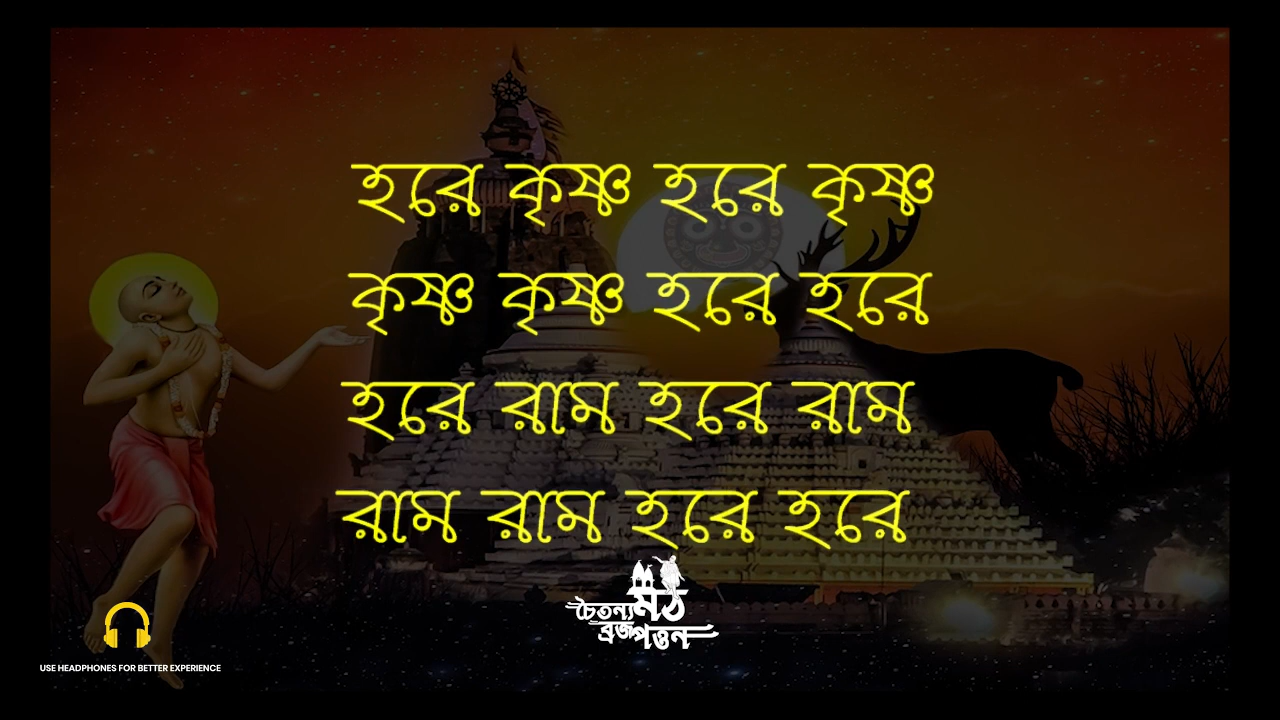 হরে কৃষ্ণ হরে কৃষ্ণ
কৃষ্ণ কৃষ্ণ হরে হরে
হরে রাম হরে রাম
রাম রাম হরে হরে
চৈতন্য মঠ
ব্রজপত্তন
USE HEADPHONES FOR BETTER EXPERIENCE